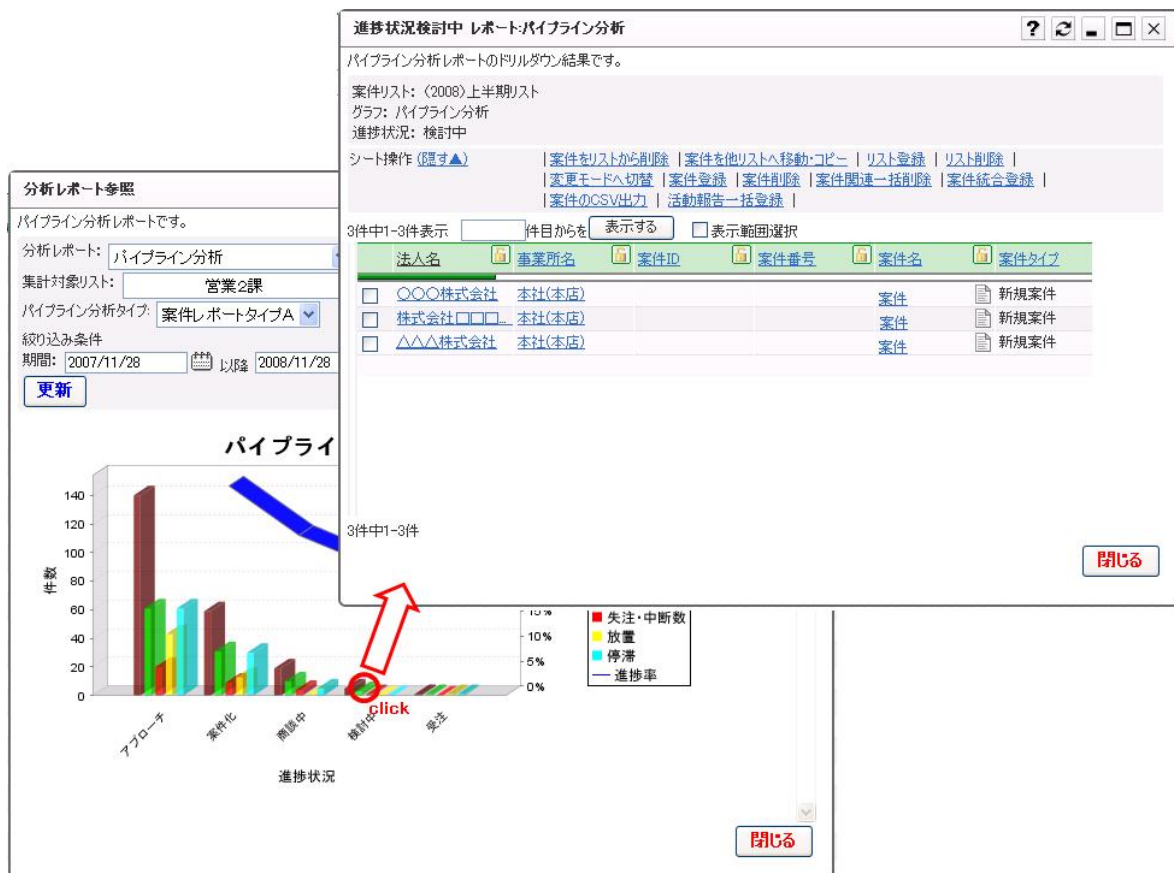 進捗状況検討中 レポート:パイプライン分析
パイプライン分析レポートのドリルダウン結果です。
案件リスト: (2008)上半期リスト
グラフ: パイプライン分析
進捗状況: 検討中
シート操作 (隠す▲) |案件をリストから削除 |案件を他リストへ移動・コピー | リスト登録 | リスト削除 |
|変更モードへ切替 |案件登録 |案件削除 |案件関連一括削除 |案件統合登録 |
|案件のCSV出力 | 活動報告一括登録 |
3件中1-3件表示 件目からを 表示する 表示範囲選択
法人名 事業所名 案件ID 案件番号 案件名 案件タイプ
○○○株式会社 本社(本店) 案件 新規案件
株式会社□□□... 本社(本店) 案件 新規案件
△△△株式会社 本社(本店) 案件 新規案件
3件中1-3件
閉じる
分析レポート参照
パイプライン分析レポートです。
分析レポート: パイプライン分析
集計対象リスト: 営業2課
パイプライン分析タイプ: 案件レポートタイプA
絞り込み条件
期間: 2007/11/28 以降 2008/11/28
更新
パイプライ
件数
140
120
100
80
60
40
20
0
15%
10%
5%
0%
失注・中断数
放置
停滞
進捗率
click
アプローチ
案件化
商談中
検討中
受注
進捗状況
閉じる